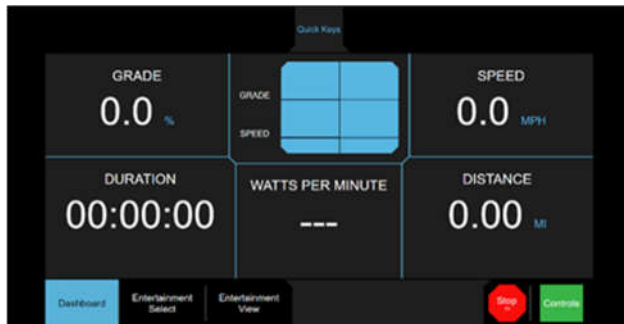 Quick Keys
GRADE
0.0 %
GRADE
SPEED
SPEED
0.0 MPH
DURATION
00:00:00
WATTS PER MINUTE
---
DISTANCE
0.00 MI
Dashboard
Entertainment
Select
Entertainment
View
Stop
Controls